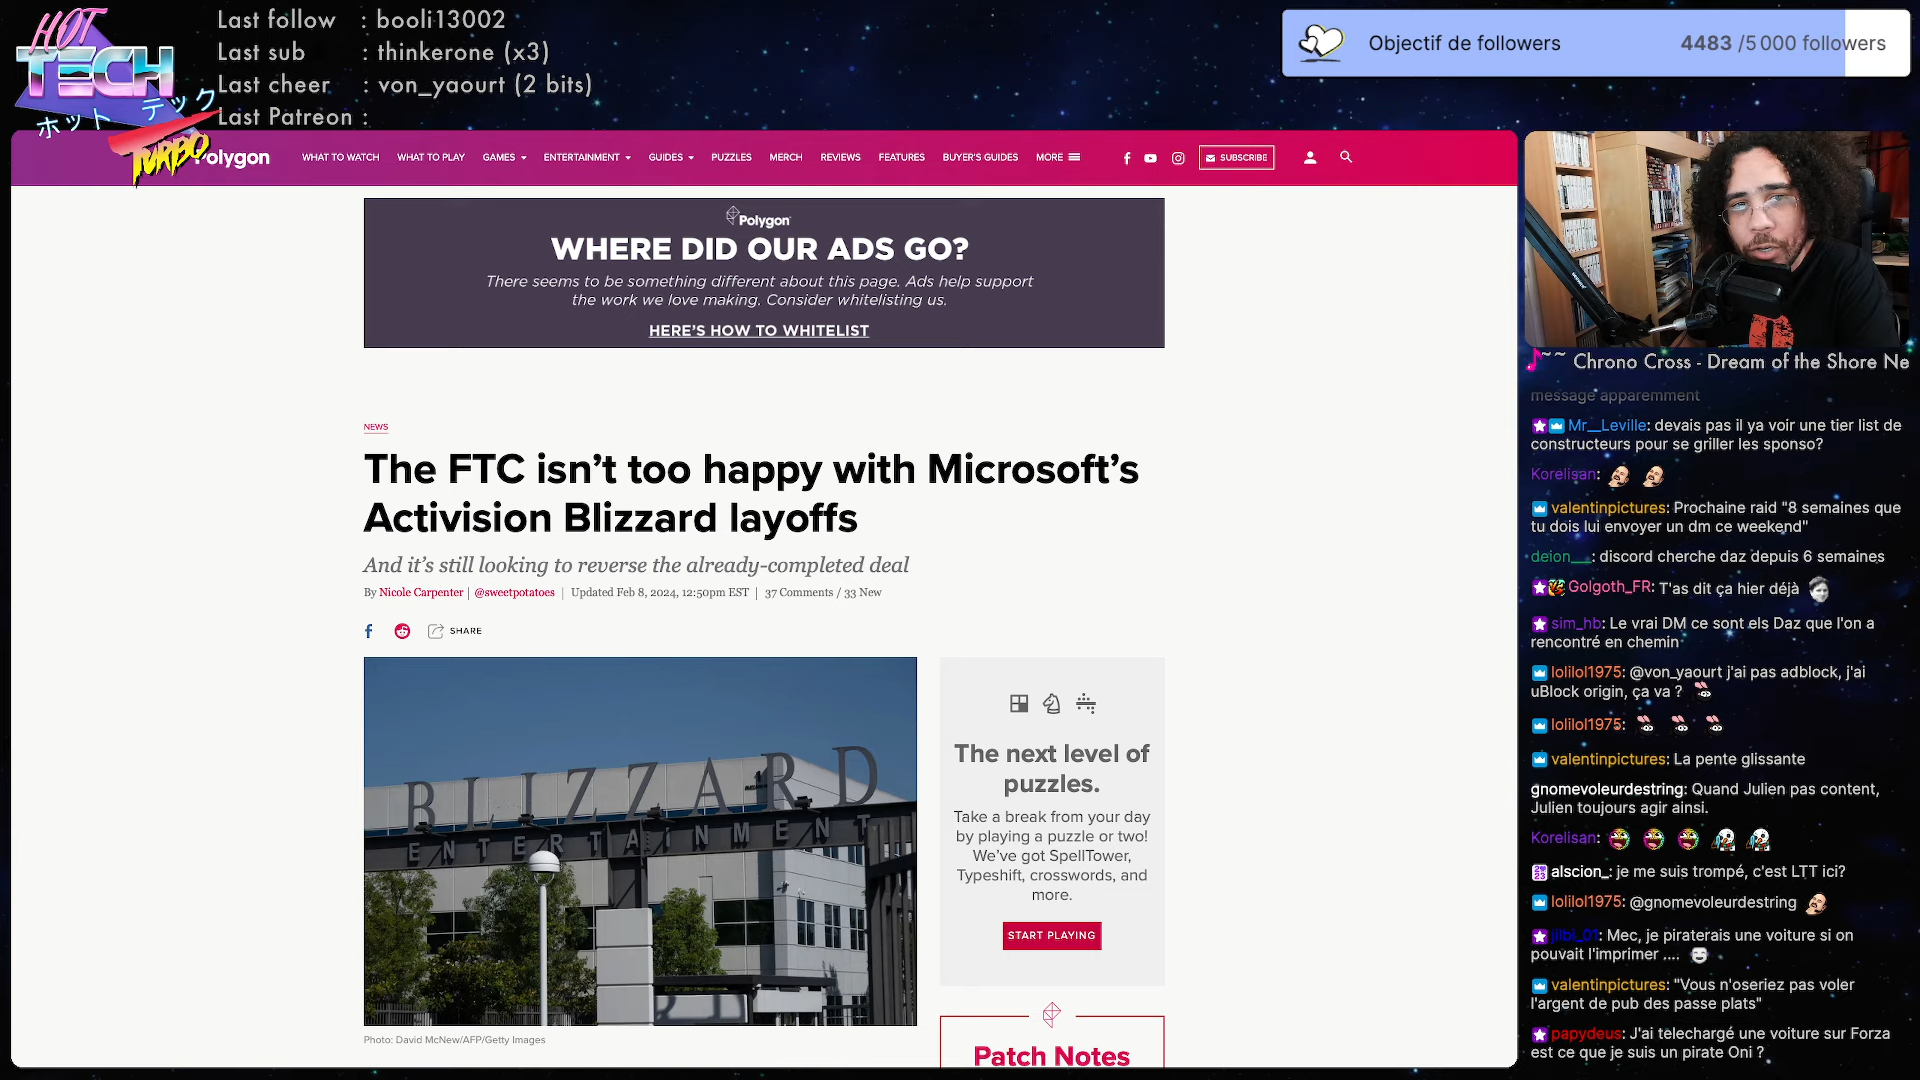 Last follow : booli13002
Last sub : thinkerone (x3)
Last cheer : von_yaourt (2 bits)
Last Patreon :
HOT
TECH
ホット テック
TURBO
Objectif de followers 4483 /5 000 followers
Polygon WHAT TO WATCH WHAT TO PLAY GAMES ENTERTAINMENT GUIDES PUZZLES MERCH REVIEWS FEATURES BUYER'S GUIDES MORE SUBSCRIBE
Polygon
WHERE DID OUR ADS GO?
There seems to be something different about this page. Ads help support
the work we love making. Consider whitelisting us.
HERE'S HOW TO WHITELIST
NEWS
The FTC isn't too happy with Microsoft's
Activision Blizzard layoffs
And it's still looking to reverse the already-completed deal
By Nicole Carpenter | @sweetpotatoes | Updated Feb 8, 2024, 12:50pm EST | 37 Comments / 33 New
SHARE
BLIZZARD
ENTERTAINMENT
Photo: David McNew/AFP/Getty Images
The next level of
puzzles.
Take a break from your day
by playing a puzzle or two!
We've got SpellTower,
Typeshift, crosswords, and
more.
START PLAYING
Patch Notes
~~ Chrono Cross - Dream of the Shore Ne
message apparemment
Mr__Leville: devais pas il ya voir une tier list de
constructeurs pour se griller les sponso?
Korelisan:
valentinpictures: Prochaine raid "8 semaines que
tu dois lui envoyer un dm ce weekend"
deion__: discord cherche daz depuis 6 semaines
Golgoth_FR: T'as dit ça hier déjà
sim_hb: Le vrai DM ce sont els Daz que l'on a
rencontré en chemin
lolilol1975: @von_yaourt j'ai pas adblock, j'ai
uBlock origin, ça va ?
lolilol1975:
valentinpictures: La pente glissante
gnomevoleurdestring: Quand Julien pas content,
Julien toujours agir ainsi.
Korelisan:
alscion_: je me suis trompé, c'est LTT ici?
lolilol1975: @gnomevoleurdestring
jilbi_01: Mec, je piraterais une voiture si on
pouvait l'imprimer ....
valentinpictures: "Vous n'oseriez pas voler
l'argent de pub des passe plats"
papydeus: J'ai telechargé une voiture sur Forza
est ce que je suis un pirate Oni ?